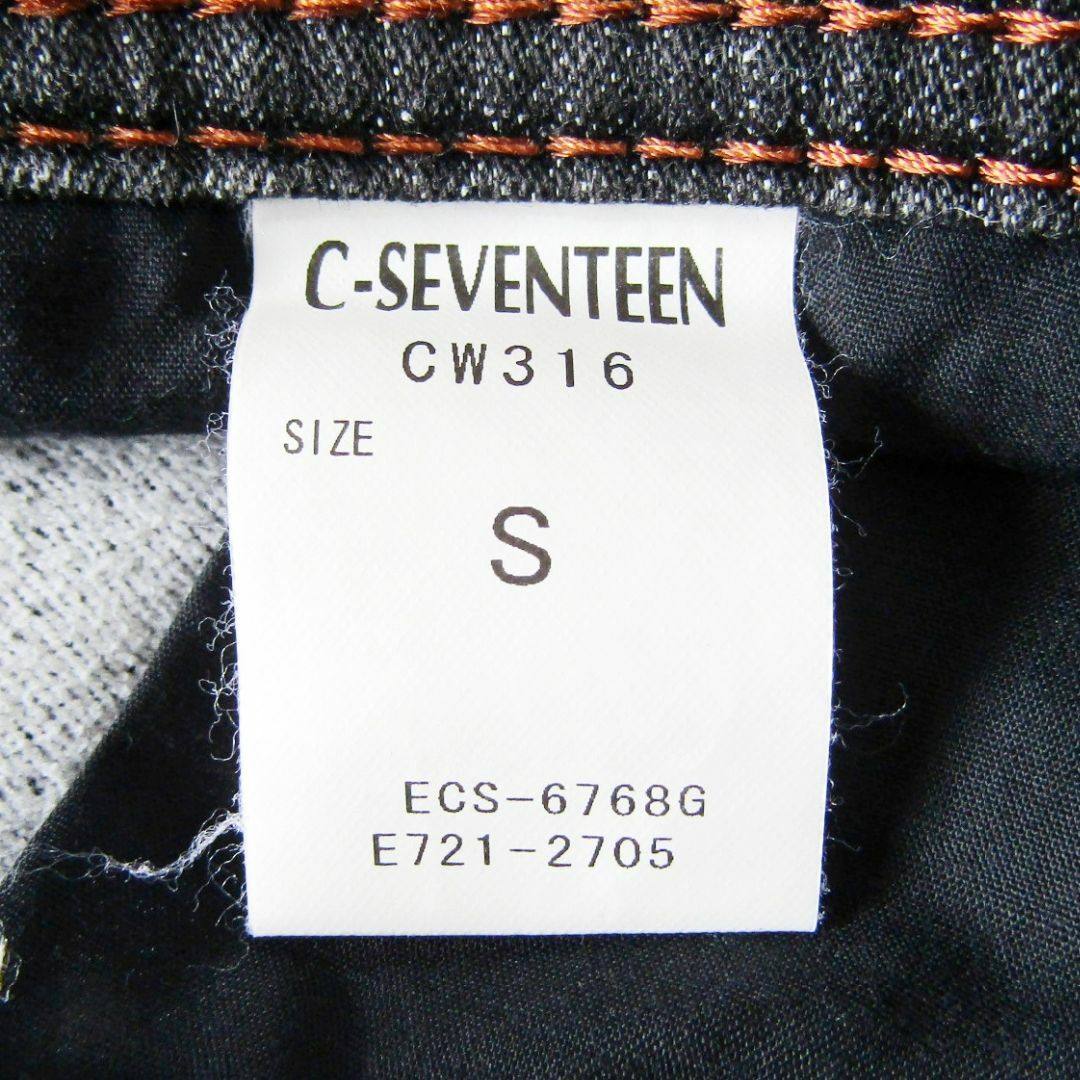 C-SEVENTEEN
CW316
SIZE
S
ECS-6768G
E721-2705